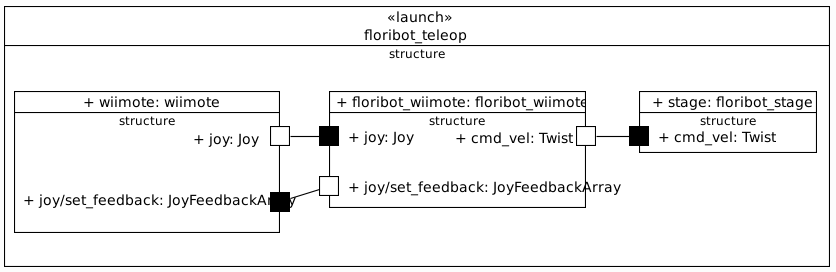 «launch»
floribot_teleop
structure
+ wiimote: wiimote
structure
+ joy: Joy
+ joy/set_feedback: JoyFeedbackArray
+ floribot_wiimote: floribot_wiimote
structure
+ joy: Joy
+ cmd_vel: Twist
+ joy/set_feedback: JoyFeedbackArray
+ stage: floribot_stage
structure
+ cmd_vel: Twist